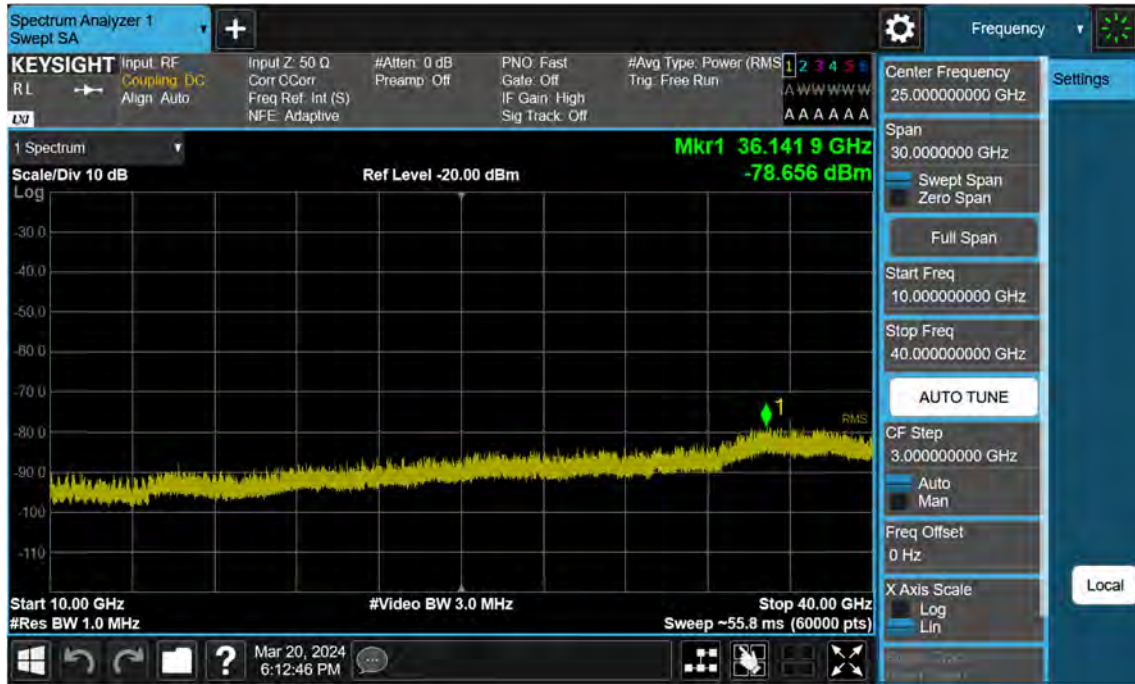 Spectrum Analyzer 1
Swept SA
+
Frequency
KEYSIGHT
RL
LXI
Input: RF
Coupling: DC
Align: Auto
Input Z: 50 Ω
Corr CCorr
Freq Ref: Int (S)
NFE: Adaptive
#Atten: 0 dB
Preamp: Off
PNO: Fast
Gate: Off
IF Gain: High
Sig Track: Off
#Avg Type: Power (RMS
Trig: Free Run
1 2 3 4 5 6
A W W W W W
A A A A A A
1 Spectrum
Scale/Div 10 dB
Ref Level -20.00 dBm
Mkr1 36.141 9 GHz
-78.656 dBm
Log
-30.0
-40.0
-50.0
-60.0
-70.0
-80.0
-90.0
-100
-110
1
RMS
Start 10.00 GHz
#Res BW 1.0 MHz
#Video BW 3.0 MHz
Stop 40.00 GHz
Sweep ~55.8 ms (60000 pts)
Center Frequency
25.000000000 GHz
Span
30.0000000 GHz
Swept Span
Zero Span
Full Span
Start Freq
10.000000000 GHz
Stop Freq
40.000000000 GHz
AUTO TUNE
CF Step
3.000000000 GHz
Auto
Man
Freq Offset
0 Hz
X Axis Scale
Log
Lin
Settings
Local
?
Mar 20, 2024
6:12:46 PM